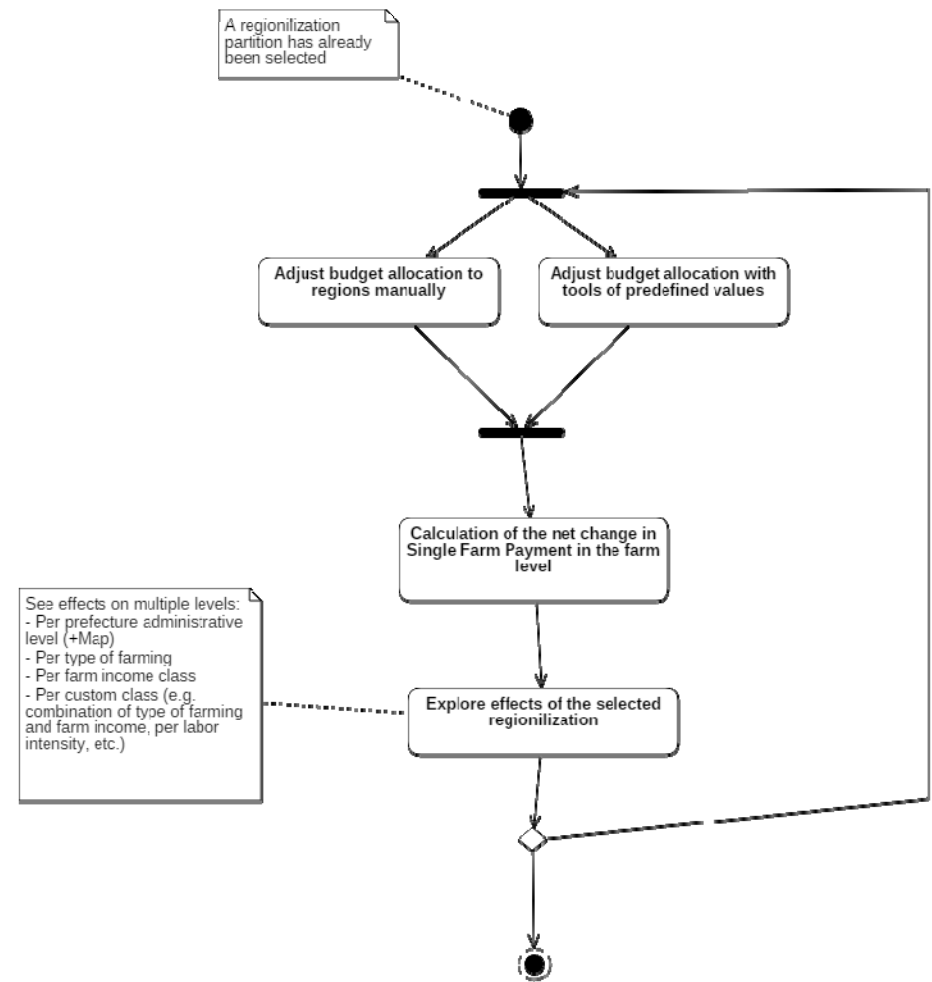 A regionilization
partition has already
been selected
Adjust budget allocation to
regions manually
Adjust budget allocation with
tools of predefined values
Calculation of the net change in
Single Farm Payment in the farm
level
See effects on multiple levels:
- Per prefecture administrative
level (+Map)
- Per type of farming
- Per farm income class
- Per custom class (e.g.
combination of type of farming
and farm income, per labor
intensity, etc.)
Explore effects of the selected
regionilization